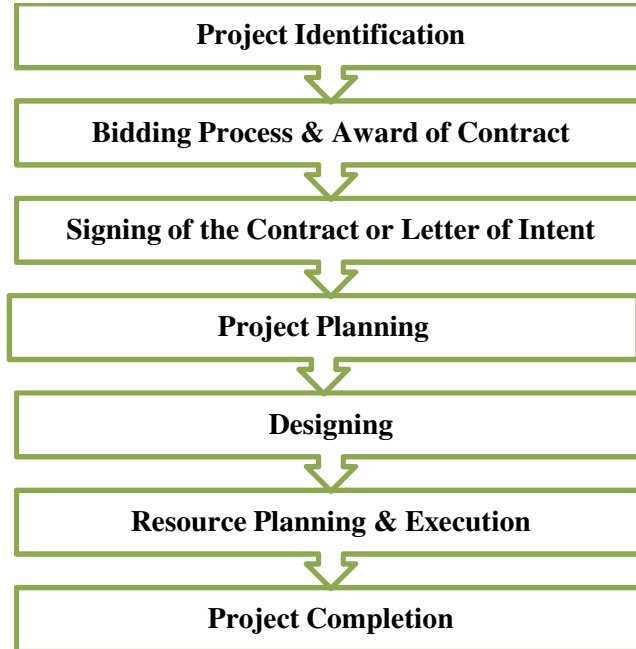 Project Identification
Bidding Process & Award of Contract
Signing of the Contract or Letter of Intent
Project Planning
Designing
Resource Planning & Execution
Project Completion